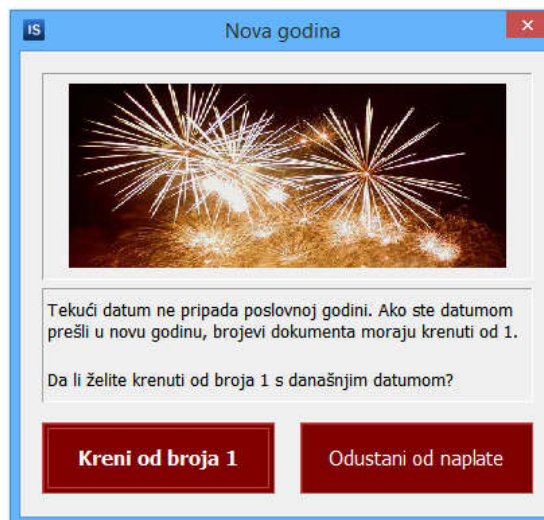 IS
Nova godina
Tekući datum ne pripada poslovnoj godini. Ako ste datumom
prešli u novu godinu, brojevi dokumenta moraju krenuti od 1.
Da li želite krenuti od broja 1 s današnjim datumom?
Kreni od broja 1
Odustani od naplate